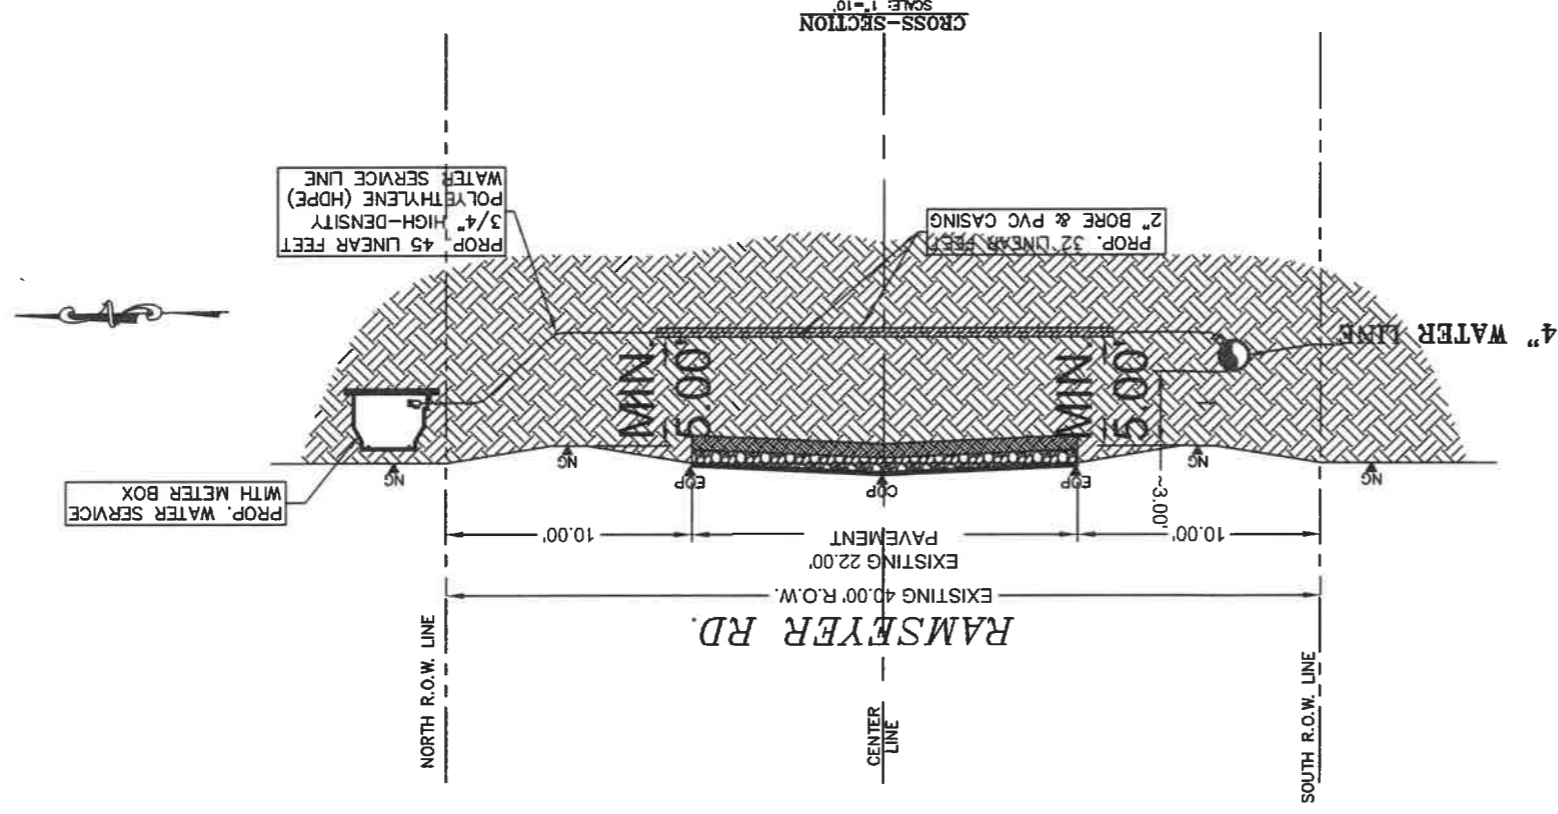 SOUTH R.O.W. LINE
CENTER
LINE
NORTH R.O.W. LINE
RAMSEYER RD.
EXISTING 40.00' R.O.W.
10.00'
EXISTING 22.00'
PAVEMENT
10.00'
~3.00'
NG
NG
EOP
COP
EOP
NG
NG
PROP. WATER SERVICE
WITH METER BOX
5.00'
MIN.
5.00'
MIN.
4" WATER LINE
PROP. 32 LINEAR FEET
2" BORE & PVC CASING
PROP 45 LINEAR FEET
3/4" HIGH-DENSITY
POLYETHYLENE (HDPE)
WATER SERVICE LINE
CROSS-SECTION
SCALE: 1"=10'